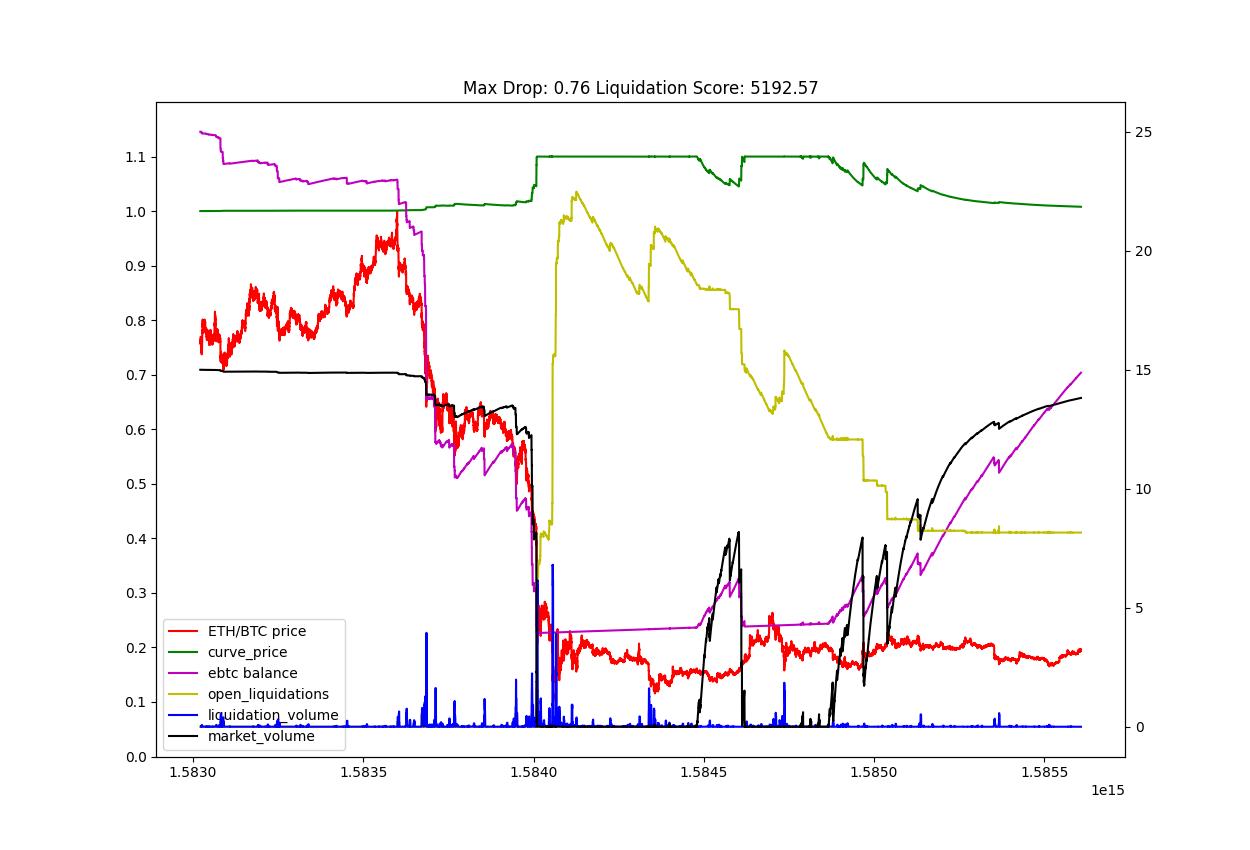 Max Drop: 0.76 Liquidation Score: 5192.57
1.1
1.0
0.9
0.8
0.7
0.6
0.5
0.4
0.3
0.2
0.1
0.0
25
20
15
10
5
0
ETH/BTC price
curve_price
ebtc balance
open_liquidations
liquidation_volume
market_volume
1.5830 1.5835 1.5840 1.5845 1.5850 1.5855
1e15